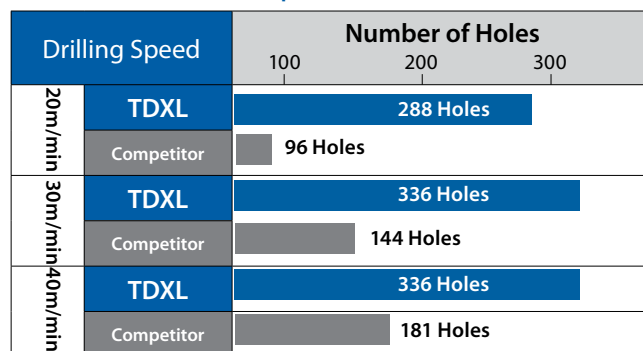 Drilling Speed
Number of Holes
100 200 300
20m/min
TDXL
288 Holes
Competitor
96 Holes
30m/min
TDXL
336 Holes
Competitor
144 Holes
40m/min
TDXL
336 Holes
Competitor
181 Holes